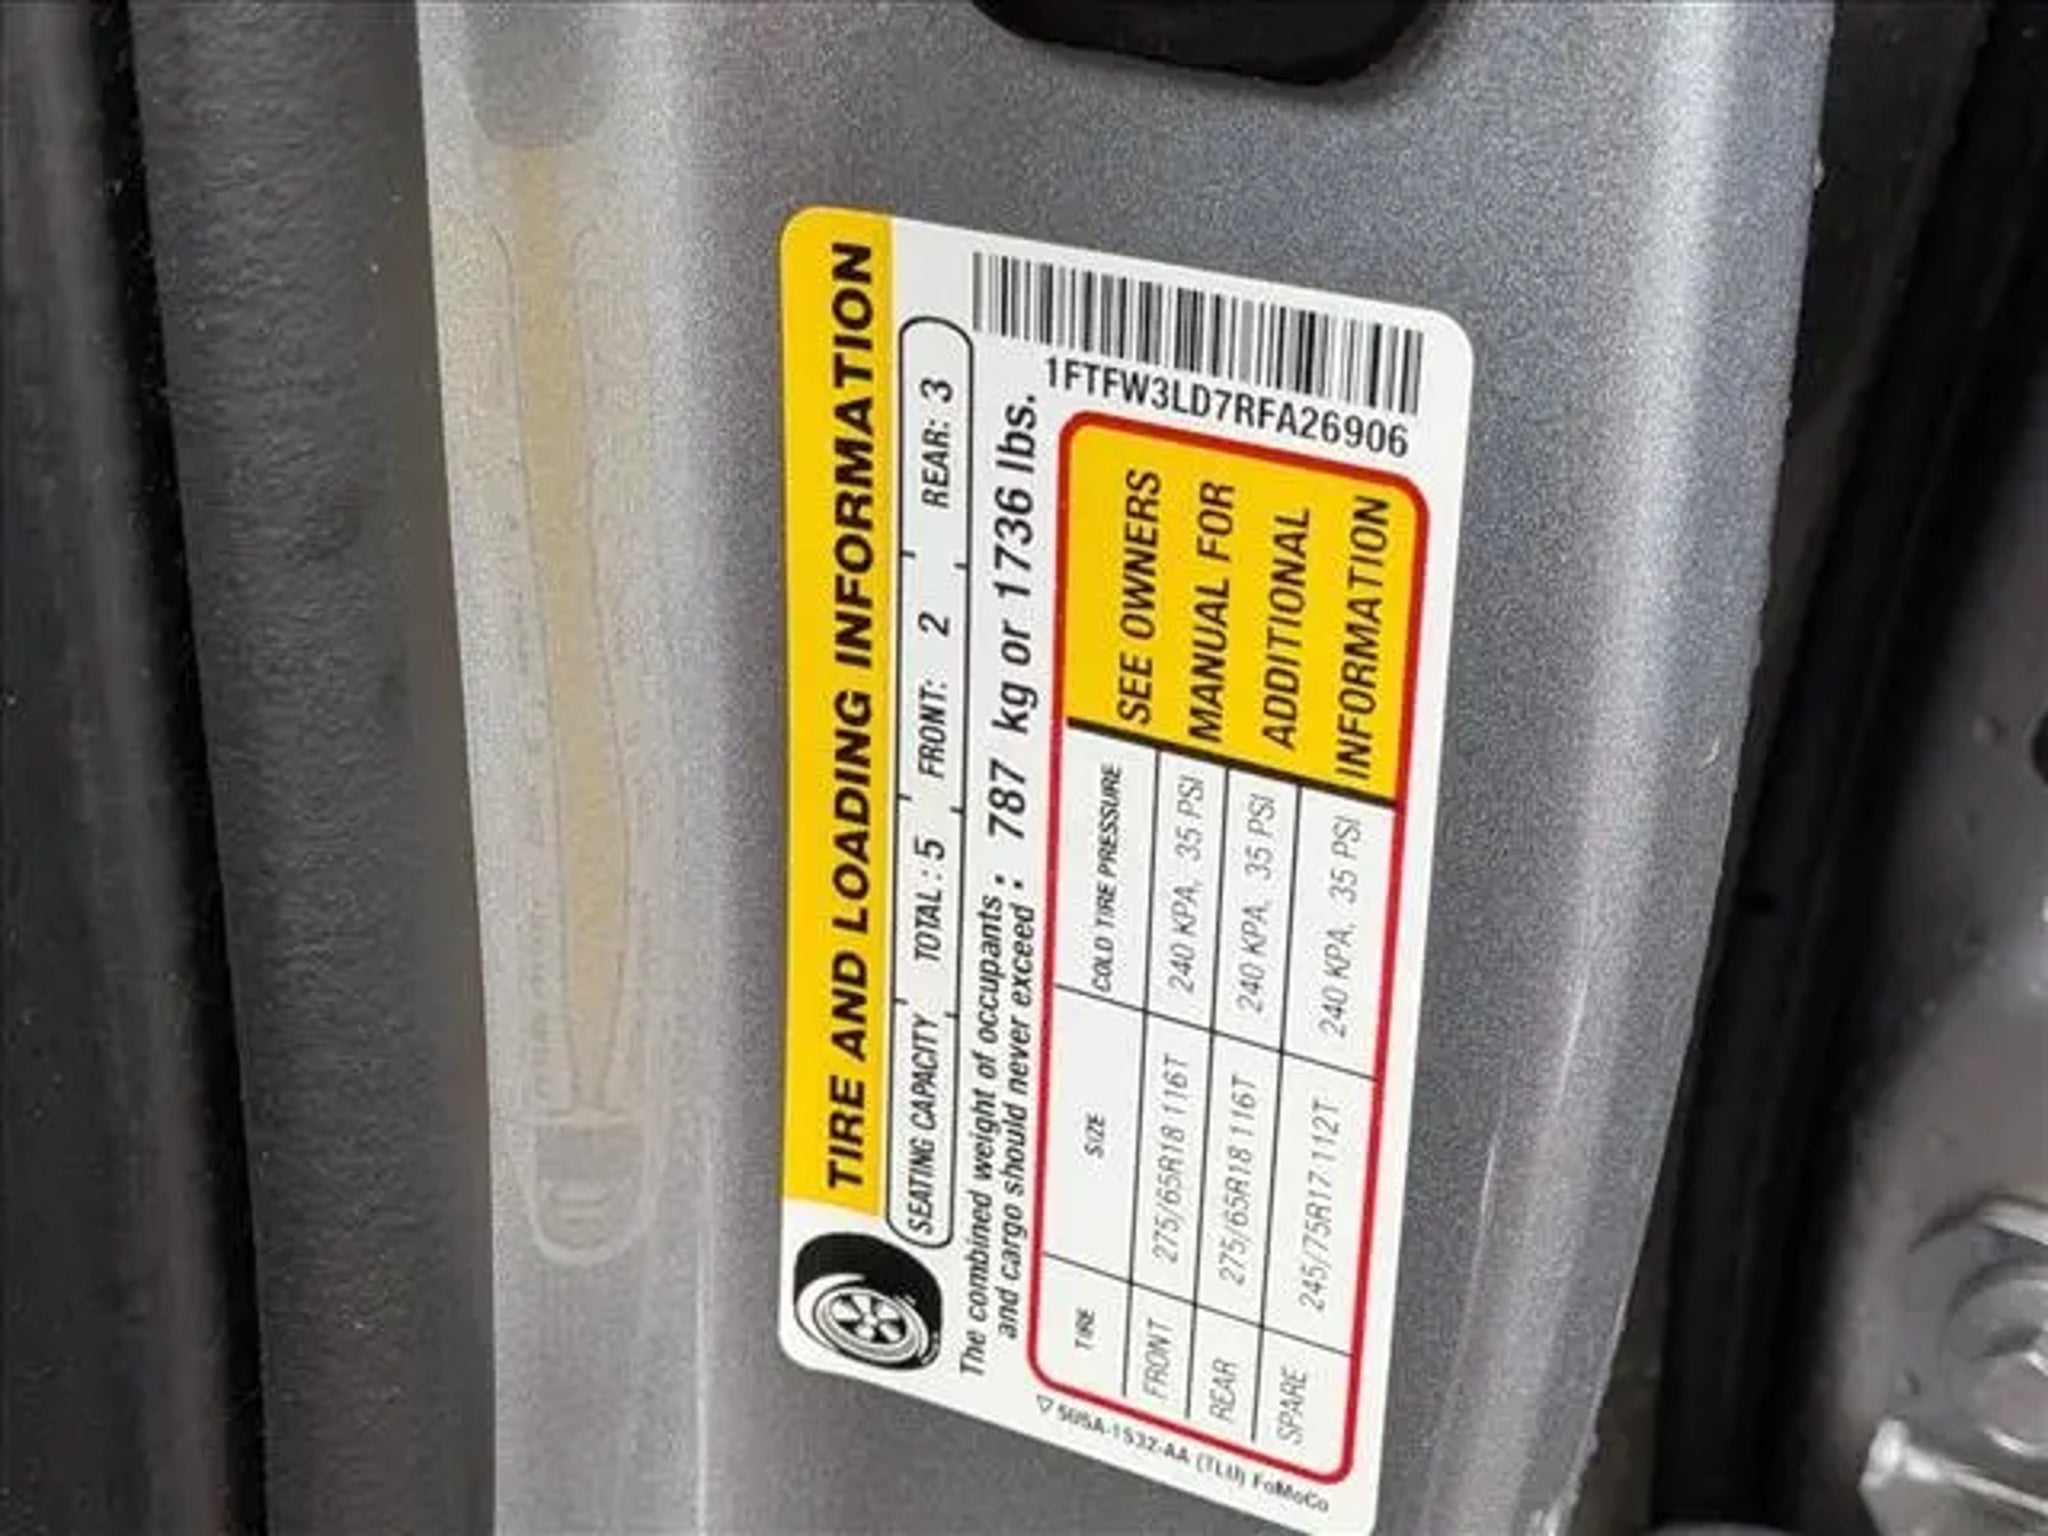 TIRE AND LOADING INFORMATION
SEATING CAPACITY TOTAL: 5 FRONT: 2 REAR: 3
The combined weight of occupants
and cargo should never exceed : 787 kg or 1736 lbs.
TIRE SIZE COLD TIRE PRESSURE
FRONT 275/65R18 116T 240 KPA, 35 PSI
REAR 275/65R18 116T 240 KPA, 35 PSI
SPARE 245/75R17 112T 240 KPA, 35 PSI
SEE OWNERS
MANUAL FOR
ADDITIONAL
INFORMATION
1FTFW3LD7RFA26906
1532-AA (TLU) FoMoCo